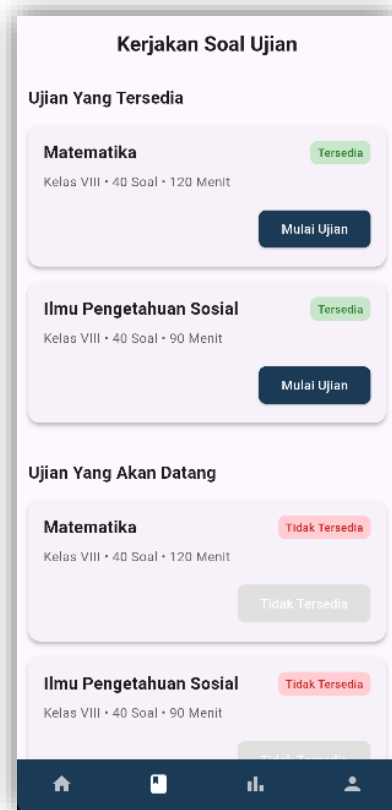 Kerjakan Soal Ujian
Ujian Yang Tersedia
Matematika
Tersedia
Kelas VIII • 40 Soal • 120 Menit
Mulai Ujian
Ilmu Pengetahuan Sosial
Tersedia
Kelas VIII • 40 Soal • 90 Menit
Mulai Ujian
Ujian Yang Akan Datang
Matematika
Tidak Tersedia
Kelas VIII • 40 Soal • 120 Menit
Tidak Tersedia
Ilmu Pengetahuan Sosial
Tidak Tersedia
Kelas VIII • 40 Soal • 90 Menit